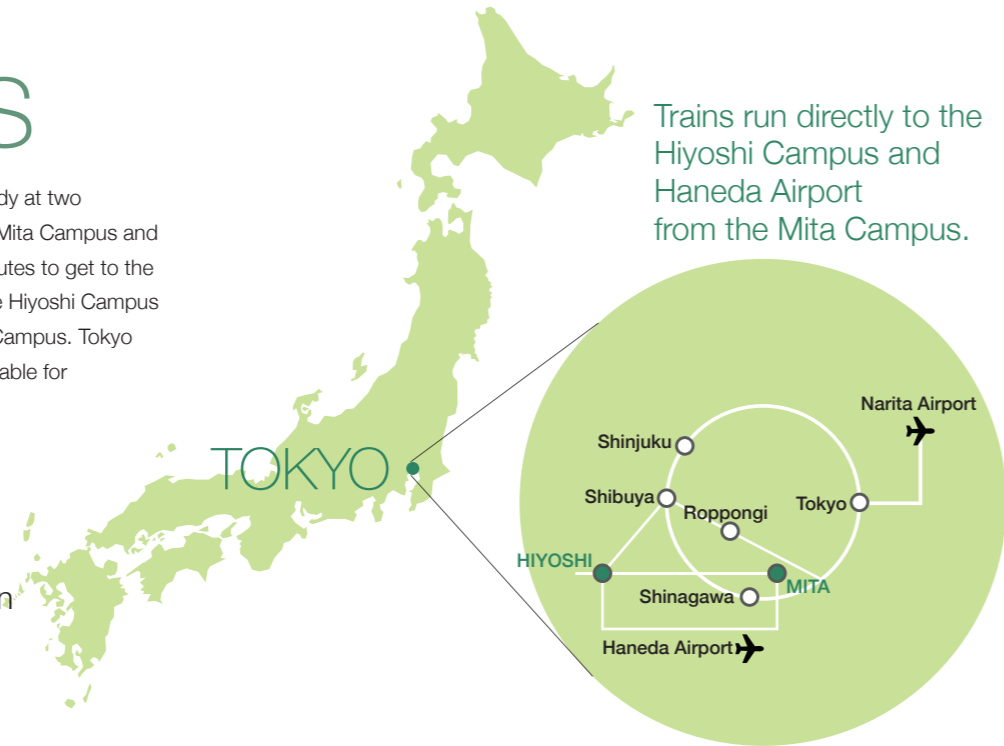 S
dy at two
Mita Campus and
utes to get to the
e Hiyoshi Campus
Campus. Tokyo
able for
n
TOKYO
Trains run directly to the
Hiyoshi Campus and
Haneda Airport
from the Mita Campus.
Narita Airport
Shinjuku
Shibuya
Roppongi
Tokyo
HIYOSHI
MITA
Shinagawa
Haneda Airport